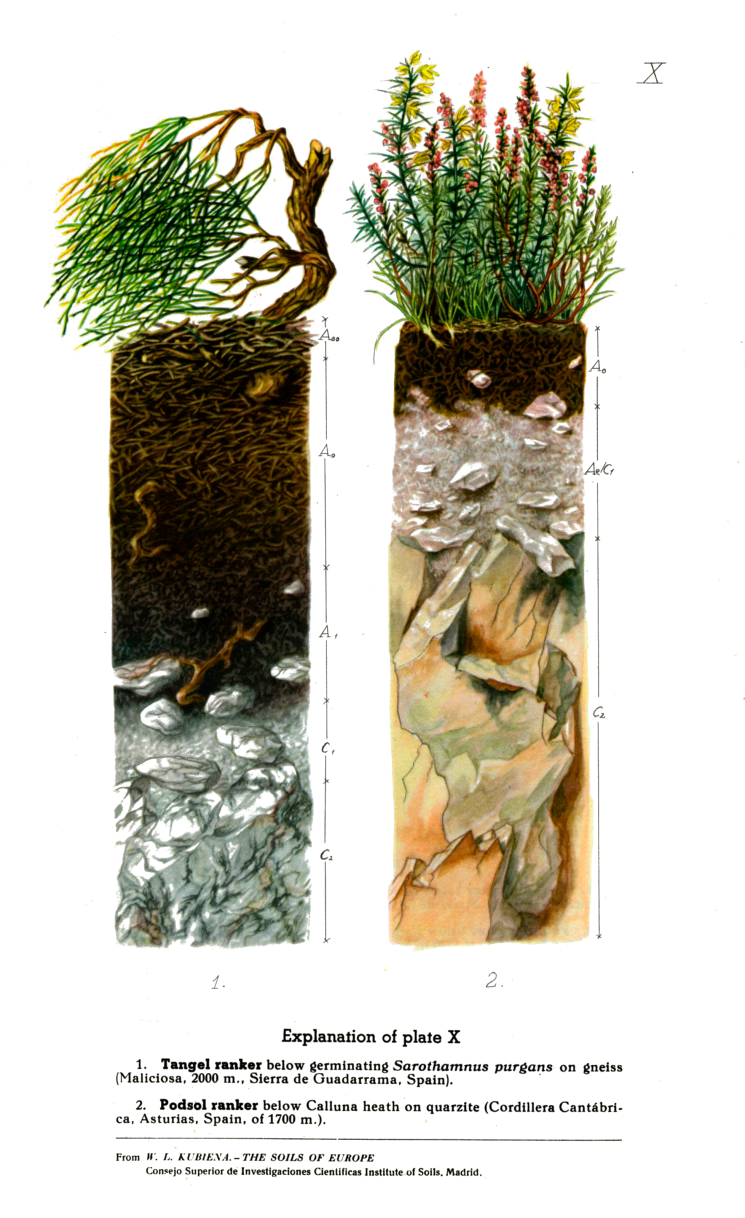 X
A₀₀
A₀
A₁
C₁
C₂
A₀
A₂/C₁
C₂
1.
2.
Explanation of plate X
1. Tangel ranker below germinating Sarothamnus purgans on gneiss
(Maliciosa, 2000 m., Sierra de Guadarrama, Spain).
2. Podsol ranker below Calluna heath on quarzite (Cordillera Cantábri-
ca, Asturias, Spain, of 1700 m.).
From W. L. KUBIENA. – THE SOILS OF EUROPE
Consejo Superior de Investigaciones Cientificas Institute of Soils, Madrid.